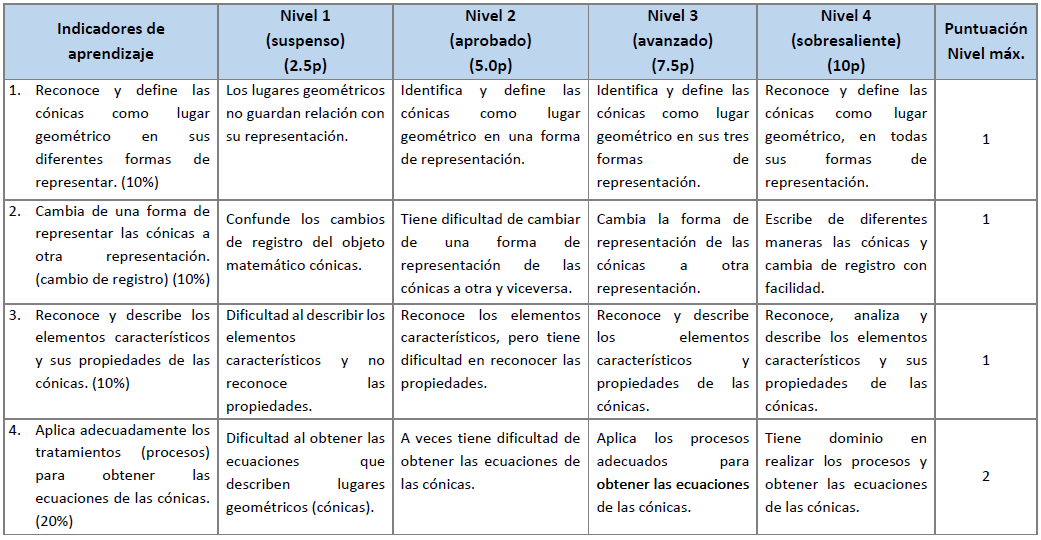 Indicadores de
aprendizaje
Nivel 1
(suspenso)
(2.5p)
Nivel 2
(aprobado)
(5.0p)
Nivel 3
(avanzado)
(7.5p)
Nivel 4
(sobresaliente)
(10p)
Puntuación
Nivel máx.
1. Reconoce y define las
cónicas como lugar
geométrico en sus
diferentes formas de
representar. (10%)
Los lugares geométricos
no guardan relación con
su representación.
Identifica y define las
cónicas como lugar
geométrico en una forma
de representación.
Identifica y define las
cónicas como lugar
geométrico en sus tres
formas de
representación.
Reconoce y define las
cónicas como lugar
geométrico, en todas
sus formas de
representación.
1
2. Cambia de una forma de
representar las cónicas a
otra representación.
(cambio de registro) (10%)
Confunde los cambios
de registro del objeto
matemático cónicas.
Tiene dificultad de cambiar
de una forma de
representación de las
cónicas a otra y viceversa.
Cambia la forma de
representación de las
cónicas a otra
representación.
Escribe de diferentes
maneras las cónicas y
cambia de registro con
facilidad.
1
3. Reconoce y describe los
elementos característicos
y sus propiedades de las
cónicas. (10%)
Dificultad al describir los
elementos
característicos y no
reconoce las
propiedades.
Reconoce los elementos
característicos, pero tiene
dificultad en reconocer las
propiedades.
Reconoce y describe
los elementos
característicos y
propiedades de las
cónicas.
Reconoce, analiza y
describe los elementos
característicos y sus
propiedades de las
cónicas.
1
4. Aplica adecuadamente los
tratamientos (procesos)
para obtener las
ecuaciones de las cónicas.
(20%)
Dificultad al obtener las
ecuaciones que
describen lugares
geométricos (cónicas).
A veces tiene dificultad de
obtener las ecuaciones de
las cónicas.
Aplica los procesos
adecuados para
obtener las ecuaciones
de las cónicas.
Tiene dominio en
realizar los procesos y
obtener las ecuaciones
de las cónicas.
2